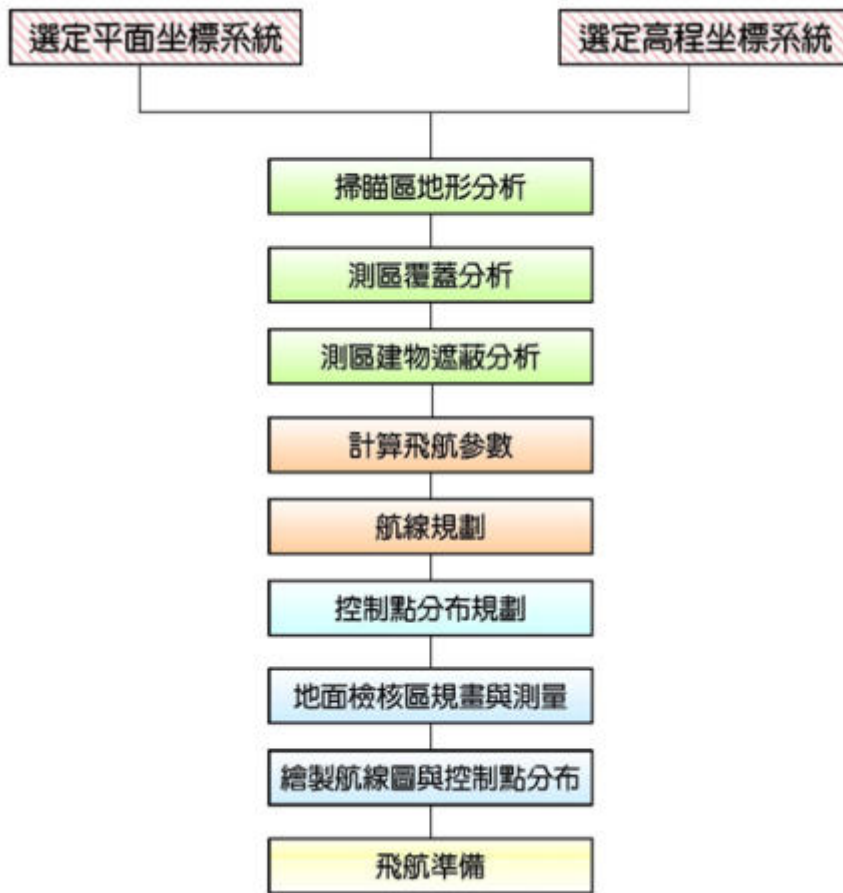 選定平面坐標系統
選定高程坐標系統
掃瞄區地形分析
測區覆蓋分析
測區建物遮蔽分析
計算飛航參數
航線規劃
控制點分布規劃
地面檢核區規畫與測量
繪製航線圖與控制點分布
飛航準備